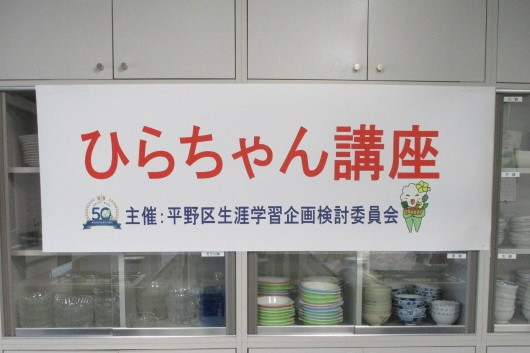 ひらちゃん講座
50
主催：平野区生涯学習企画検討委員会